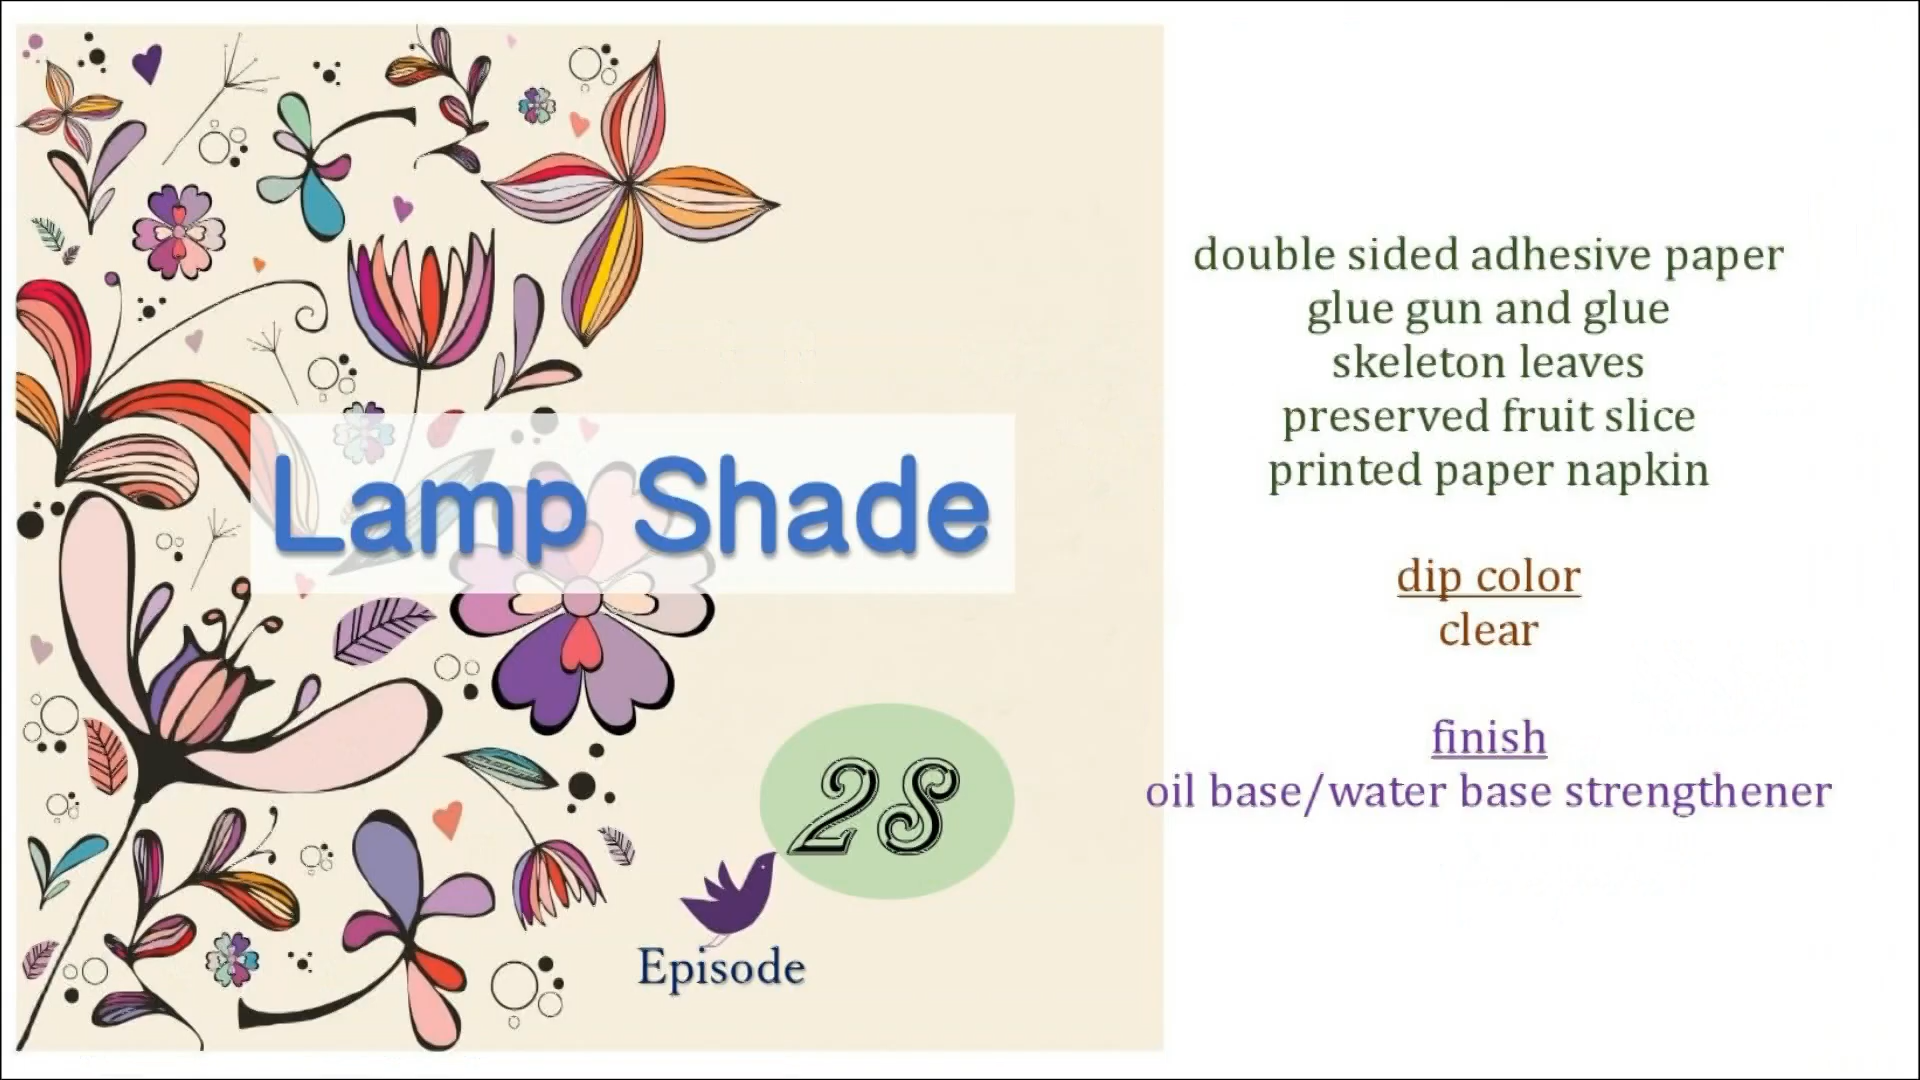 Lamp Shade
28
Episode
double sided adhesive paper
glue gun and glue
skeleton leaves
preserved fruit slice
printed paper napkin
dip color
clear
finish
oil base/water base strengthener